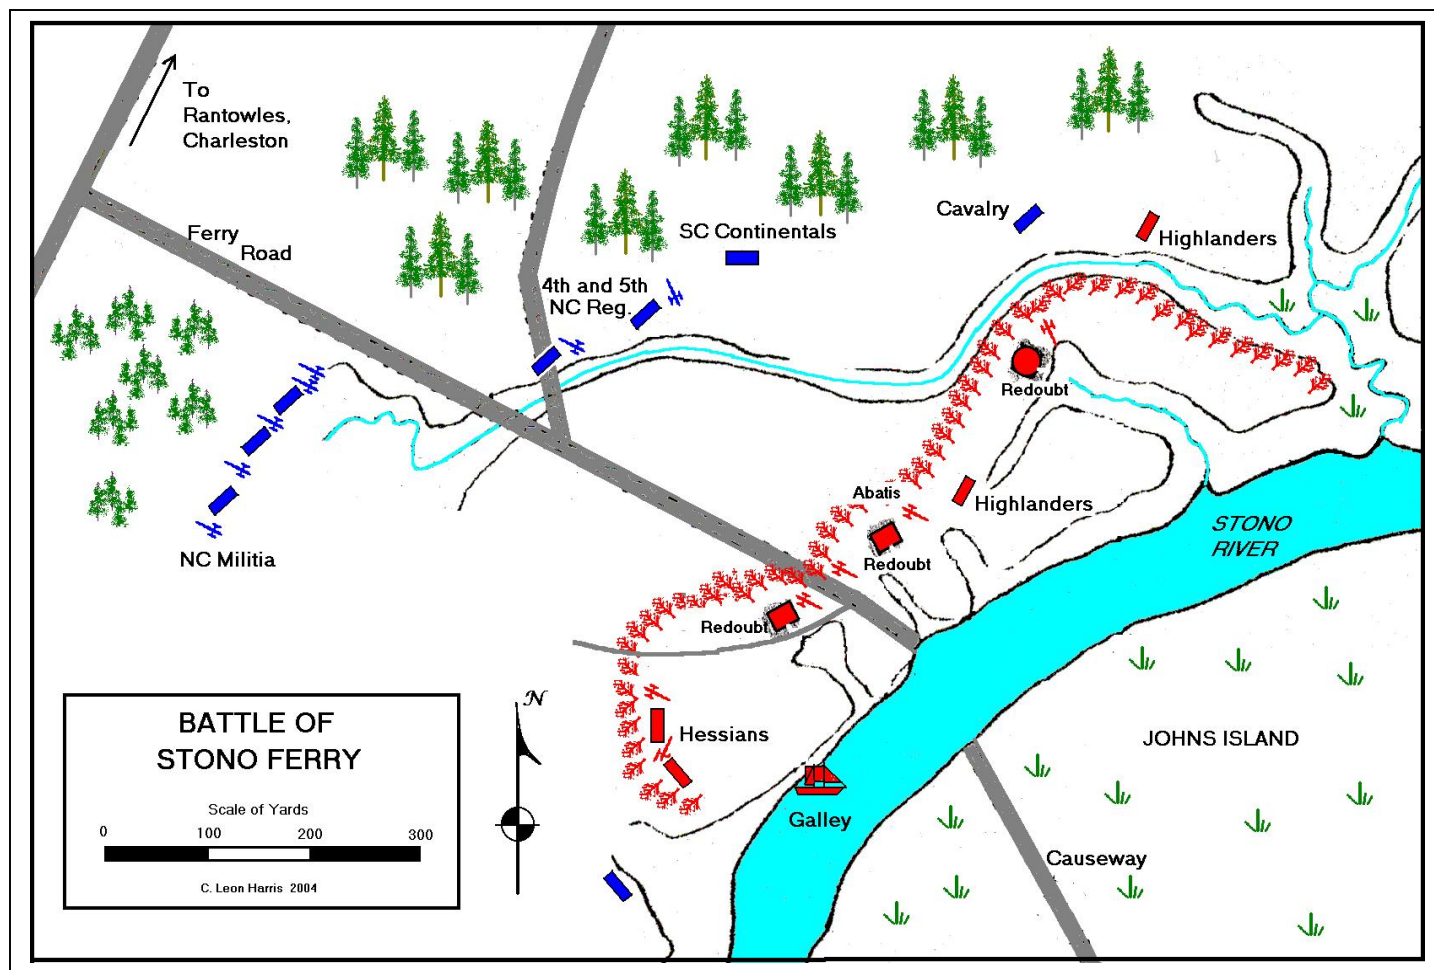 To
Rantowles,
Charleston
Ferry
Road
SC Continentals
Cavalry
Highlanders
4th and 5th
NC Reg.
Redoubt
NC Militia
Abatis
Highlanders
Redoubt
STONO
RIVER
Redoubt
Hessians
Galley
JOHNS ISLAND
Causeway
N
BATTLE OF
STONO FERRY
Scale of Yards
0 100 200 300
C. Leon Harris 2004